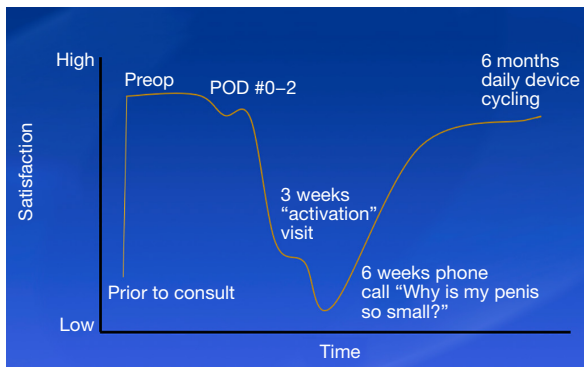 High
Preop
POD #0–2
6 months
daily device
cycling
Satisfaction
3 weeks
“activation”
visit
Prior to consult
6 weeks phone
call “Why is my penis
so small?”
Low
Time